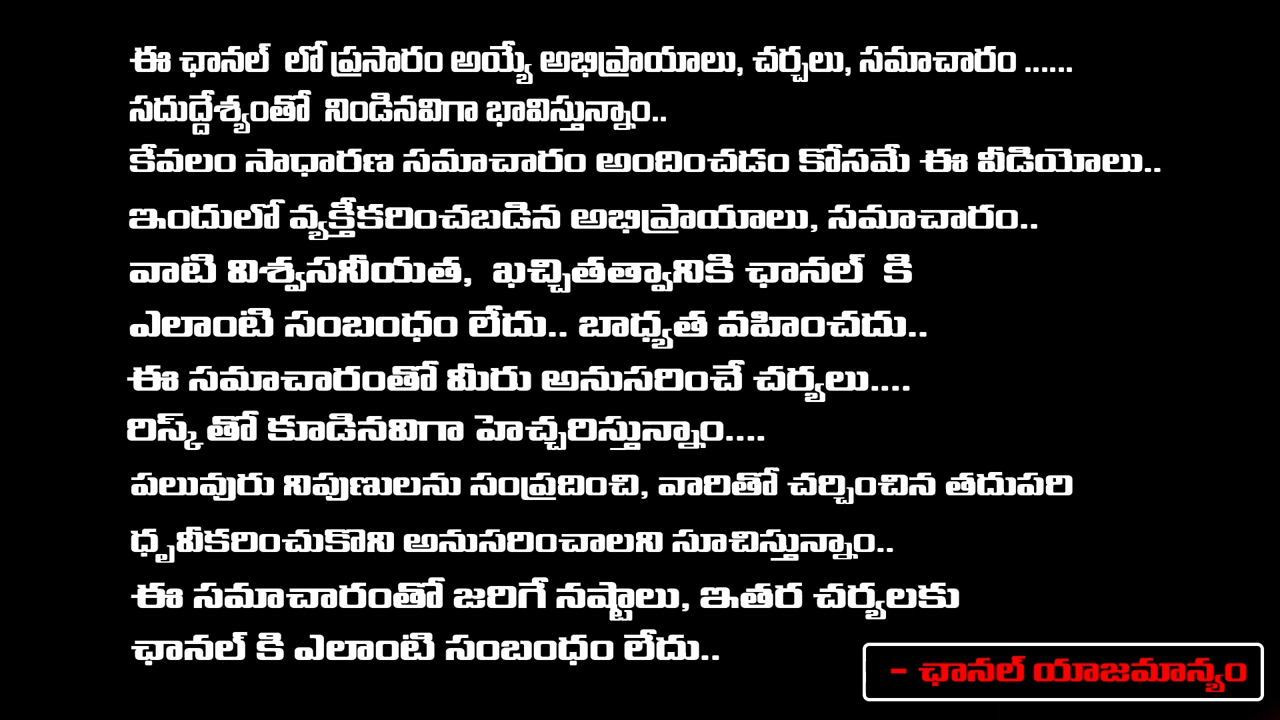 ఈ ఛానల్ లో ప్రసారం అయ్యే అభిప్రాయాలు, చర్చలు, సమాచారం ......
సదుద్దేశ్యంతో నిండినవిగా భావిస్తున్నాం..
కేవలం సాధారణ సమాచారం అందించడం కోసమే ఈ వీడియోలు..
ఇందులో వ్యక్తీకరించబడిన అభిప్రాయాలు, సమాచారం..
వాటి విశ్వసనీయత, ఖచ్చితత్వానికి ఛానల్ కి
ఎలాంటి సంబంధం లేదు.. బాధ్యత వహించదు..
ఈ సమాచారంతో మీరు అనుసరించే చర్యలు....
రిస్క్ తో కూడినవిగా హెచ్చరిస్తున్నాం....
పలువురు నిపుణులను సంప్రదించి, వారితో చర్చించిన తదుపరి
ధృవీకరించుకొని అనుసరించాలని సూచిస్తున్నాం..
ఈ సమాచారంతో జరిగే నష్టాలు, ఇతర చర్యలకు
ఛానల్ కి ఎలాంటి సంబంధం లేదు..
- ఛానల్ యాజమాన్యం